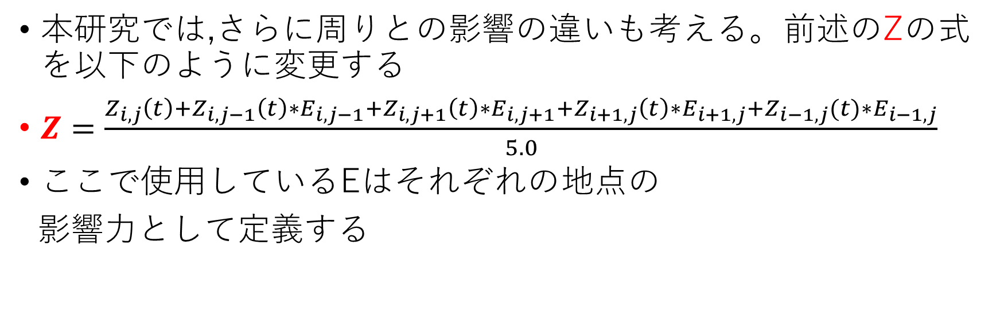 • 本研究では,さらに周りとの影響の違いも考える。前述のZの式
を以下のように変更する
• Z = \frac{Z_{i,j}(t)+Z_{i,j-1}(t)*E_{i,j-1}+Z_{i,j+1}(t)*E_{i,j+1}+Z_{i+1,j}(t)*E_{i+1,j}+Z_{i-1,j}(t)*E_{i-1,j}}{5.0}
• ここで使用しているEはそれぞれの地点の
影響力として定義する